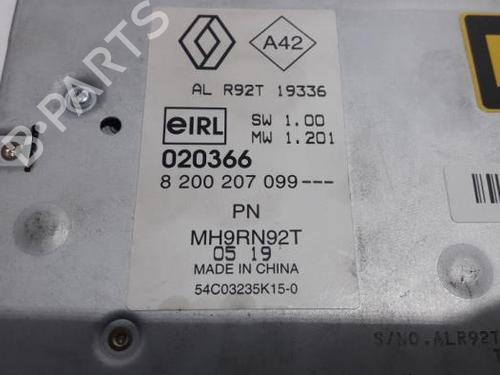 A42
AL R92T 19336
eIRL
SW 1.00
MW 1.201
020366
8 200 207 099---
PN
MH9RN92T
05 19
MADE IN CHINA
54C03235K15-0
S/NO.ALR92T
B-PARTS